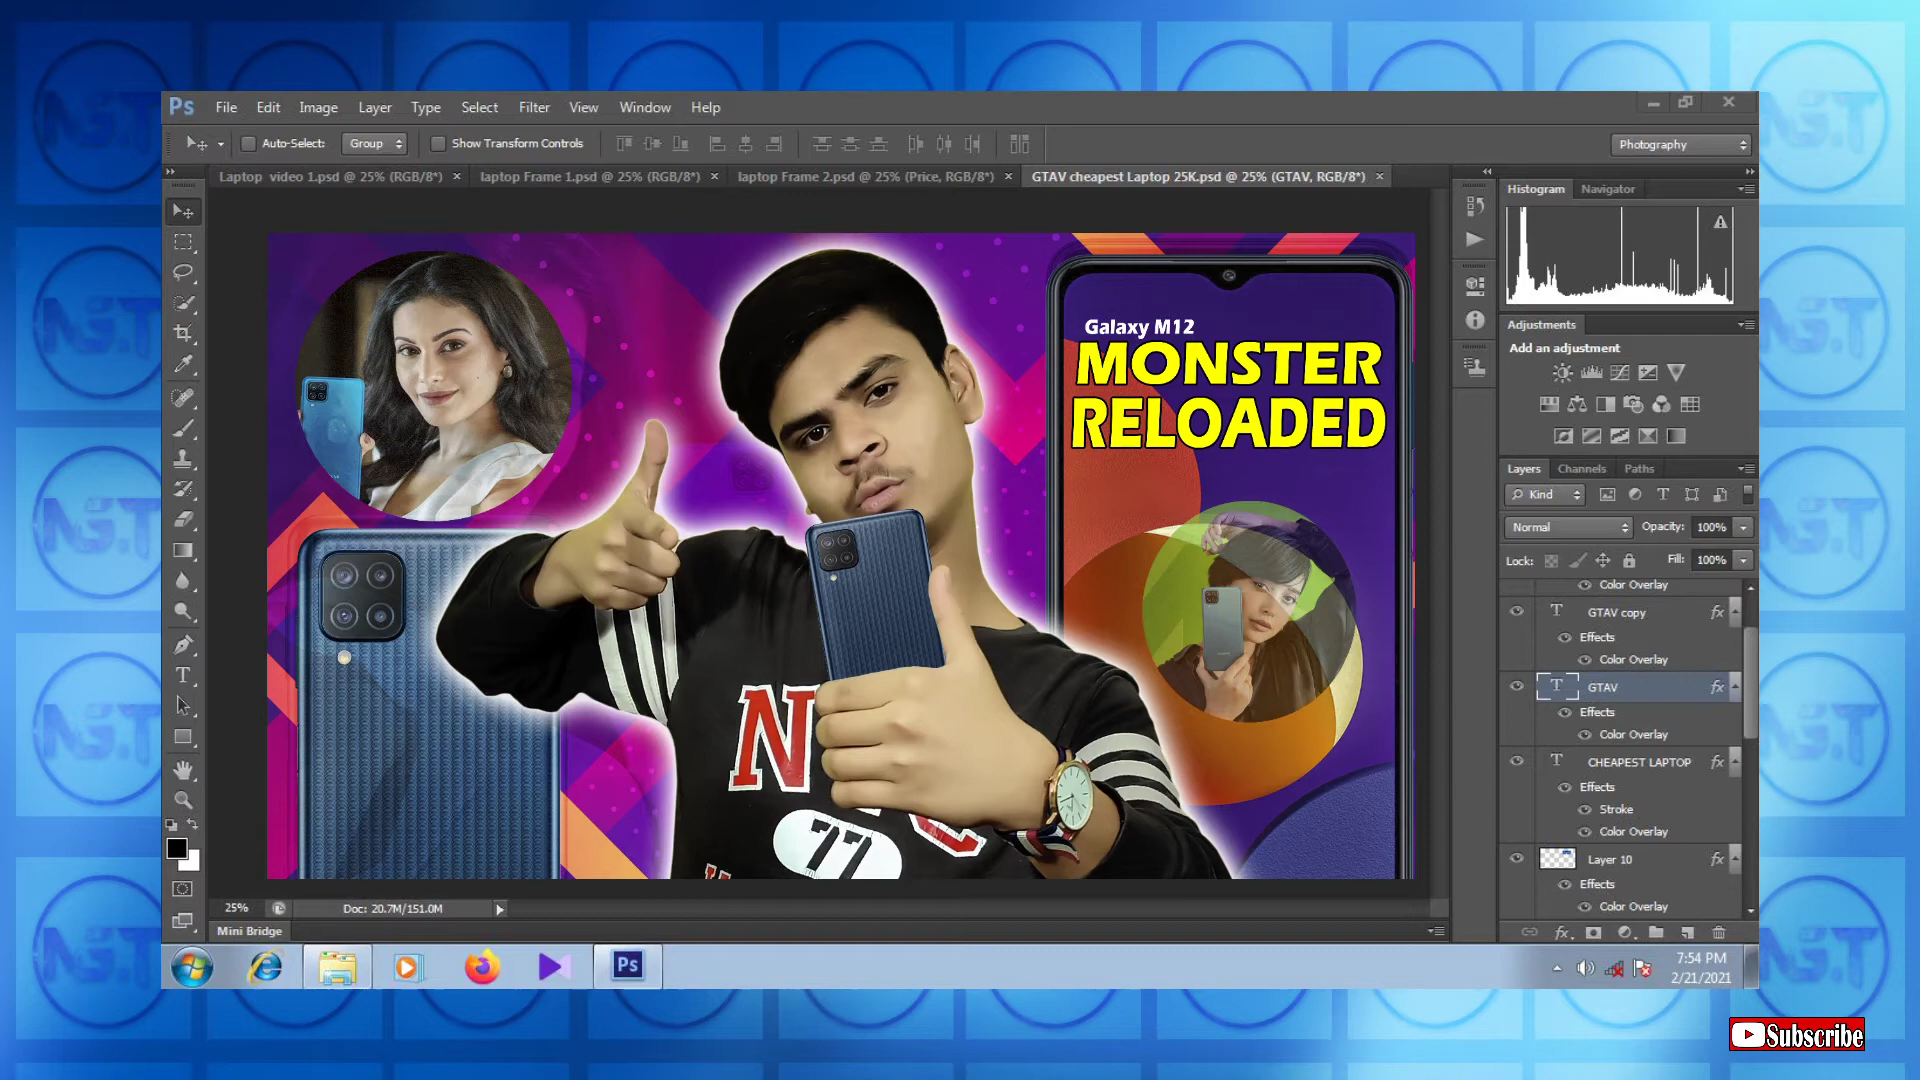 Ps File Edit Image Layer Type Select Filter View Window Help
Auto-Select: Group Show Transform Controls Photography
Laptop video 1.psd @ 25% (RGB/8*) × laptop Frame 1.psd @ 25% (RGB/8*) × laptop Frame 2.psd @ 25% (Price, RGB/8*) × GTAV cheapest Laptop 25K.psd @ 25% (GTAV, RGB/8*) ×
Histogram Navigator
Galaxy M12
MONSTER
RELOADED
N
77
Adjustments
Add an adjustment
Layers Channels Paths
Kind
Normal Opacity: 100%
Lock: Fill: 100%
Color Overlay
GTAV copy fx
Effects
Color Overlay
GTAV fx
Effects
Color Overlay
CHEAPEST LAPTOP fx
Effects
Stroke
Color Overlay
Layer 10 fx
Effects
Color Overlay
25% Doc: 20.7M/151.0M
Mini Bridge
Ps
7:54 PM
2/21/2021
Subscribe